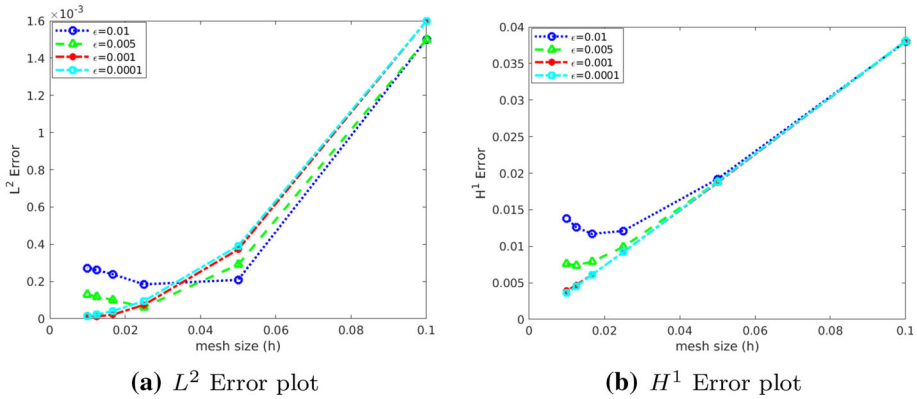 ×10⁻³
1.6
1.4
1.2
1
0.8
0.6
0.4
0.2
0
0
0.02
0.04
0.06
0.08
0.1
L² Error
mesh size (h)
ϵ=0.01
ϵ=0.005
ϵ=0.001
ϵ=0.0001
(a) L² Error plot
0.04
0.035
0.03
0.025
0.02
0.015
0.01
0.005
0
0
0.02
0.04
0.06
0.08
0.1
H¹ Error
mesh size (h)
ϵ=0.01
ϵ=0.005
ϵ=0.001
ϵ=0.0001
(b) H¹ Error plot